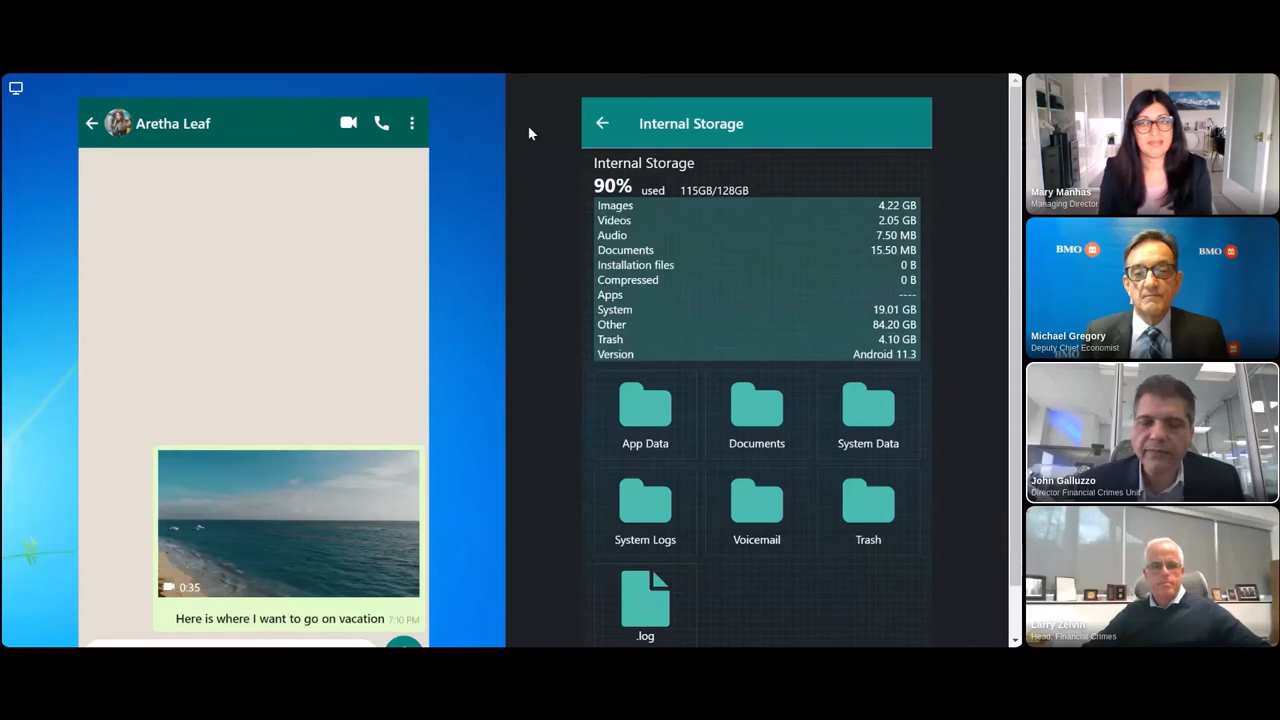 Aretha Leaf
0:35
Here is where I want to go on vacation 7:10 PM
Internal Storage
Internal Storage
90% used 115GB/128GB
Images 4.22 GB
Videos 2.05 GB
Audio 7.50 MB
Documents 15.50 MB
Installation files 0 B
Compressed 0 B
Apps ----
System 19.01 GB
Other 84.20 GB
Trash 4.10 GB
Version Android 11.3
App Data Documents System Data
System Logs Voicemail Trash
.log
Mary Manhas
Managing Director
BMO BMO
Michael Gregory
Deputy Chief Economist
BMO
John Galluzzo
Director Financial Crimes Unit
Larry Zelvin
Head, Financial Crimes